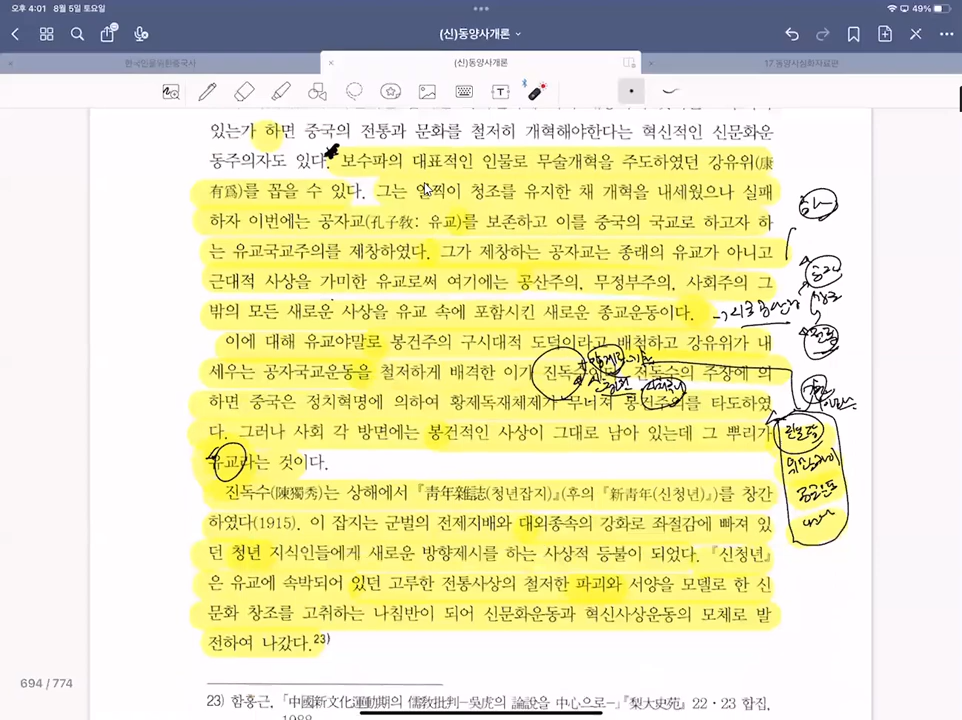 오후 4:01 8월 5일 토요일
49%
(신)동양사개론
한국인물위한중국사
(신)동양사개론
17 동양사심화자료편
있는가 하면 중국의 전통과 문화를 철저히 개혁해야한다는 혁신적인 신문화운
동주의자도 있다. 보수파의 대표적인 인물로 무술개혁을 주도하였던 강유위(康
有爲)를 꼽을 수 있다. 그는 일찍이 청조를 유지한 채 개혁을 내세웠으나 실패
하자 이번에는 공자교(孔子敎: 유교)를 보존하고 이를 중국의 국교로 하고자 하
는 유교국교주의를 제창하였다. 그가 제창하는 공자교는 종래의 유교가 아니고
근대적 사상을 가미한 유교로써 여기에는 공산주의, 무정부주의, 사회주의 그
밖의 모든 새로운 사상을 유교 속에 포함시킨 새로운 종교운동이다.
이에 대해 유교야말로 봉건주의 구시대적 도덕이라고 배척하고 강유위가 내
세우는 공자국교운동을 철저하게 배격한 이가 진독수의 주장에 의
하면 중국은 정치혁명에 의하여 황제독재체제가 무너져 봉건주의를 타도하였
다. 그러나 사회 각 방면에는 봉건적인 사상이 그대로 남아 있는데 그 뿌리가
유교라는 것이다.
진독수(陳獨秀)는 상해에서 『靑年雜誌(청년잡지)』(후의 『新靑年(신청년)』)를 창간
하였다(1915). 이 잡지는 군벌의 전제지배와 대외종속의 강화로 좌절감에 빠져 있
던 청년 지식인들에게 새로운 방향제시를 하는 사상적 등불이 되었다. 『신청년』
은 유교에 속박되어 있던 고루한 전통사상의 철저한 파괴와 서양을 모델로 한 신
문화 창조를 고취하는 나침반이 되어 신문화운동과 혁신사상운동의 모체로 발
전하여 나갔다.23)
694 / 774
23) 함홍근, 「中國新文化運動期의 儒敎批判-吳虎의 論說을 中心으로-」『梨大史苑』 22·23 합집,
1988